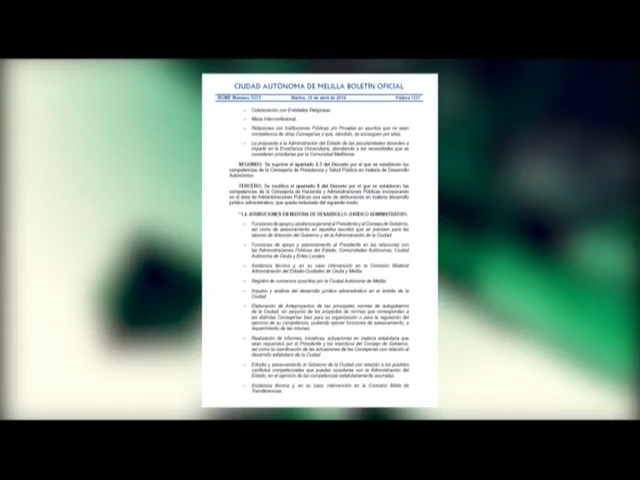 CIUDAD AUTÓNOMA DE MELILLA BOLETÍN OFICIAL
BOME Número 5221 Martes, 10 de abril de 2014 Página 1157
- Colaboración con Entidades Religiosas
- Mesa Interconfesional
- Relaciones con Instituciones Públicas y/o Privadas en asuntos que no sean
competencia de otras Consejerías o que, siéndolo, se encarguen por ellas
- La propuesta a la Administración del Estado de las peculiaridades docentes a
impartir en la Enseñanza Universitaria, atendiendo a las necesidades que se
consideren prioritarias por la Comunidad Melillense.
SEGUNDO: Se suprime el apartado 2.3 del Decreto por el que se establecen las
competencias de la Consejería de Presidencia y Salud Pública en materia de Desarrollo
Autonómico.
TERCERO: Se modifica el apartado 8 del Decreto por el que se establecen las
competencias de la Consejería de Hacienda y Administraciones Públicas incorporando
en el área de Administraciones Públicas una serie de atribuciones en materia desarrollo
jurídico administrativo, que queda redactado del siguiente modo:
ATRIBUCIONES EN MATERIA DE DESARROLLO JURÍDICO ADMINISTRATIVO.
- Funciones de apoyo y asistencia general al Presidente y al Consejo de Gobierno,
así como de asesoramiento en aquellos asuntos que se precisen para las
labores de dirección del Gobierno y de la Administración de la Ciudad
- Funciones de apoyo y asesoramiento al Presidente en las relaciones con
las Administraciones Públicas del Estado, Comunidades Autónomas, Ciudad
Autónoma de Ceuta y Entes Locales.
- Asistencia técnica y, en su caso intervención en la Comisión Bilateral
Administración del Estado-Ciudades de Ceuta y Melilla.
- Registro de convenios suscritos por la Ciudad Autónoma de Melilla.
- Impulso y análisis del desarrollo jurídico administrativo en el ámbito de la
Ciudad.
- Elaboración de Anteproyectos de las principales normas de autogobierno
de la Ciudad, sin perjuicio de los proyectos de normas que correspondan a
las distintas Consejerías bien para su organización o para la regulación del
ejercicio de su competencia, pudiendo ejercer funciones de asesoramiento, a
requerimiento de las mismas.
- Realización de informes, iniciativas, actuaciones en materia estatutaria que
sean requeridos por el Presidente y los miembros del Consejo de Gobierno,
así como la coordinación de las actuaciones de las Consejerías con relación al
desarrollo estatutario de la Ciudad
- Estudio y asesoramiento al Gobierno de la Ciudad con relación a los posibles
conflictos competenciales que puedan suscitarse con la Administración del
Estado, en el ejercicio de las competencias estatutariamente asumidas.
- Asistencia técnica y, en su caso, intervención en la Comisión Mixta de
Transferencias.